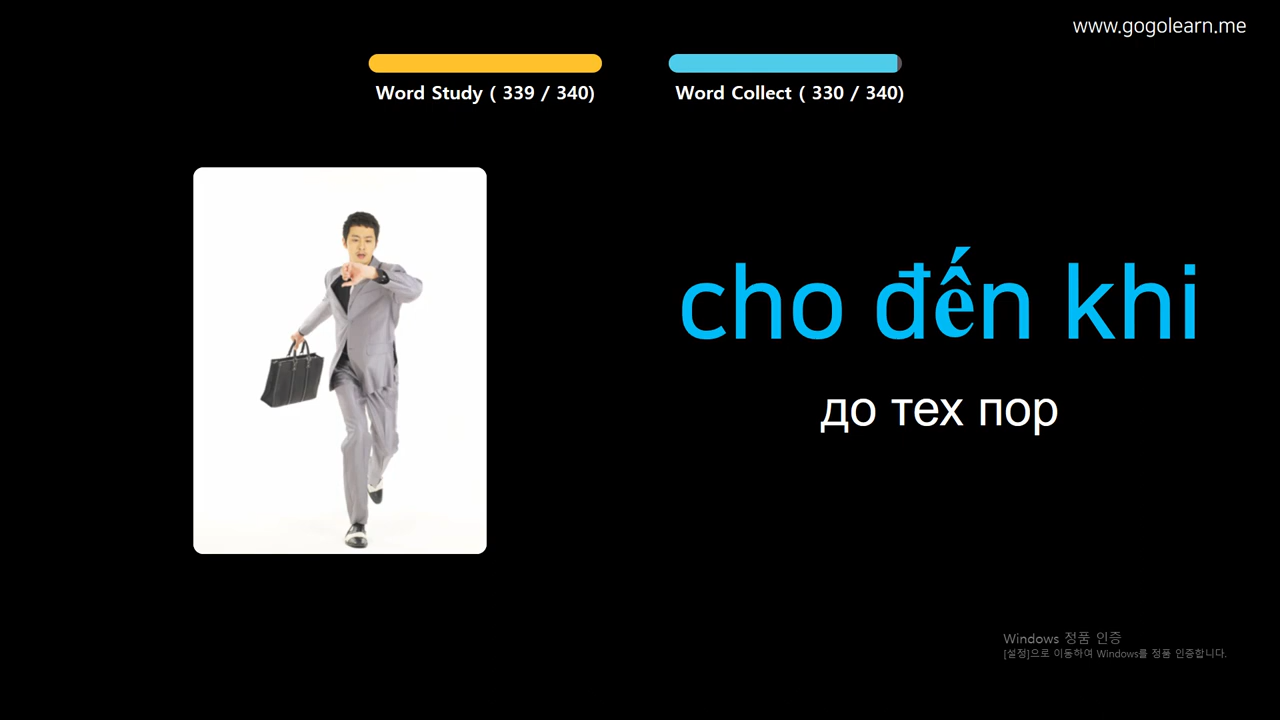 www.gogolearn.me
Word Study ( 339 / 340)
Word Collect ( 330 / 340)
cho đến khi
до тех пор
Windows 정품 인증
[설정]으로 이동하여 Windows를 정품 인증합니다.